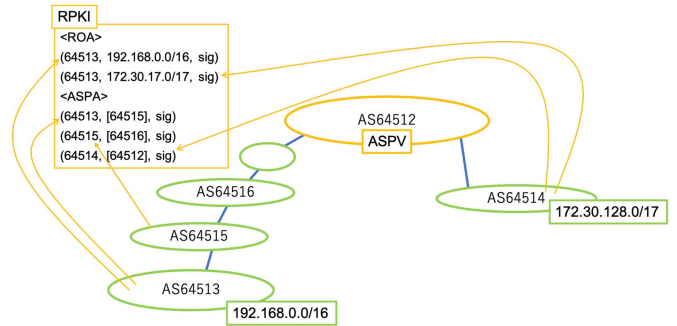 RPKI
<ROA>
(64513, 192.168.0.0/16, sig)
(64513, 172.30.17.0/17, sig)
<ASPA>
(64513, [64515], sig)
(64515, [64516], sig)
(64514, [64512], sig)
AS64512
ASPV
AS64516
AS64514
172.30.128.0/17
AS64515
AS64513
192.168.0.0/16